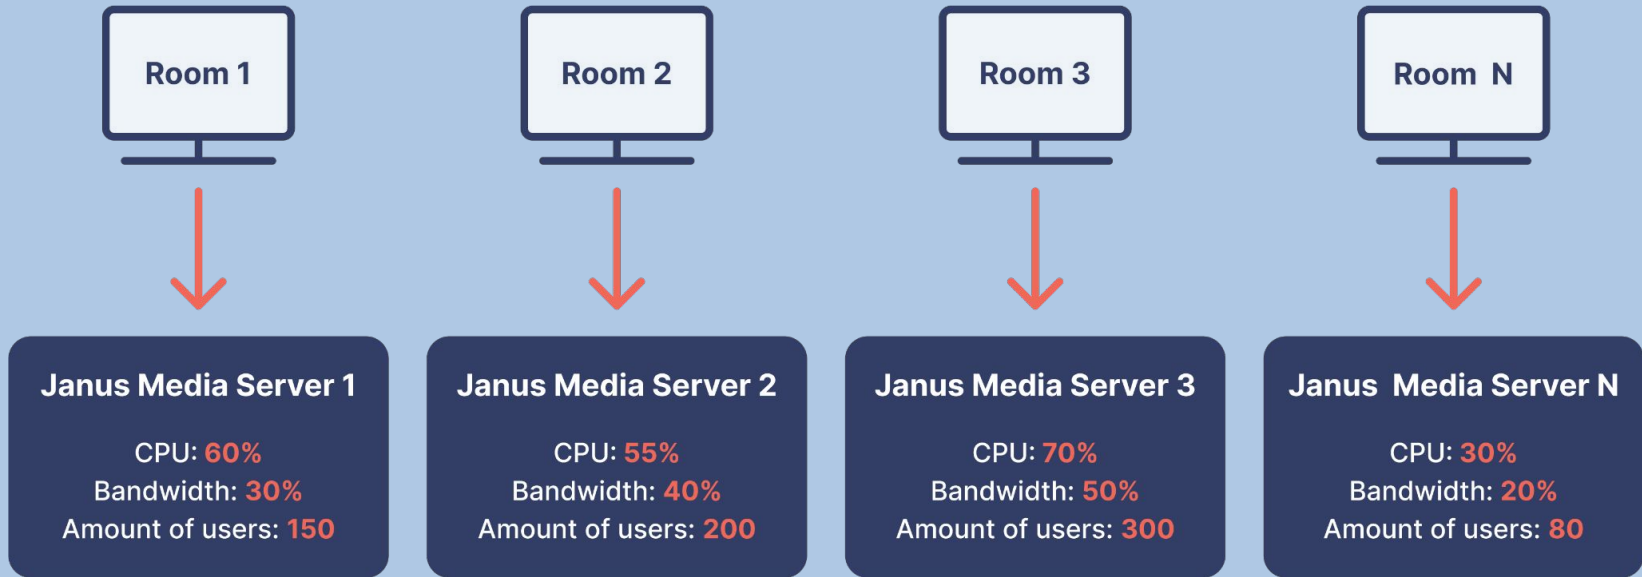 Room 1
Room 2
Room 3
Room N
Janus Media Server 1
CPU: 60%
Bandwidth: 30%
Amount of users: 150
Janus Media Server 2
CPU: 55%
Bandwidth: 40%
Amount of users: 200
Janus Media Server 3
CPU: 70%
Bandwidth: 50%
Amount of users: 300
Janus Media Server N
CPU: 30%
Bandwidth: 20%
Amount of users: 80